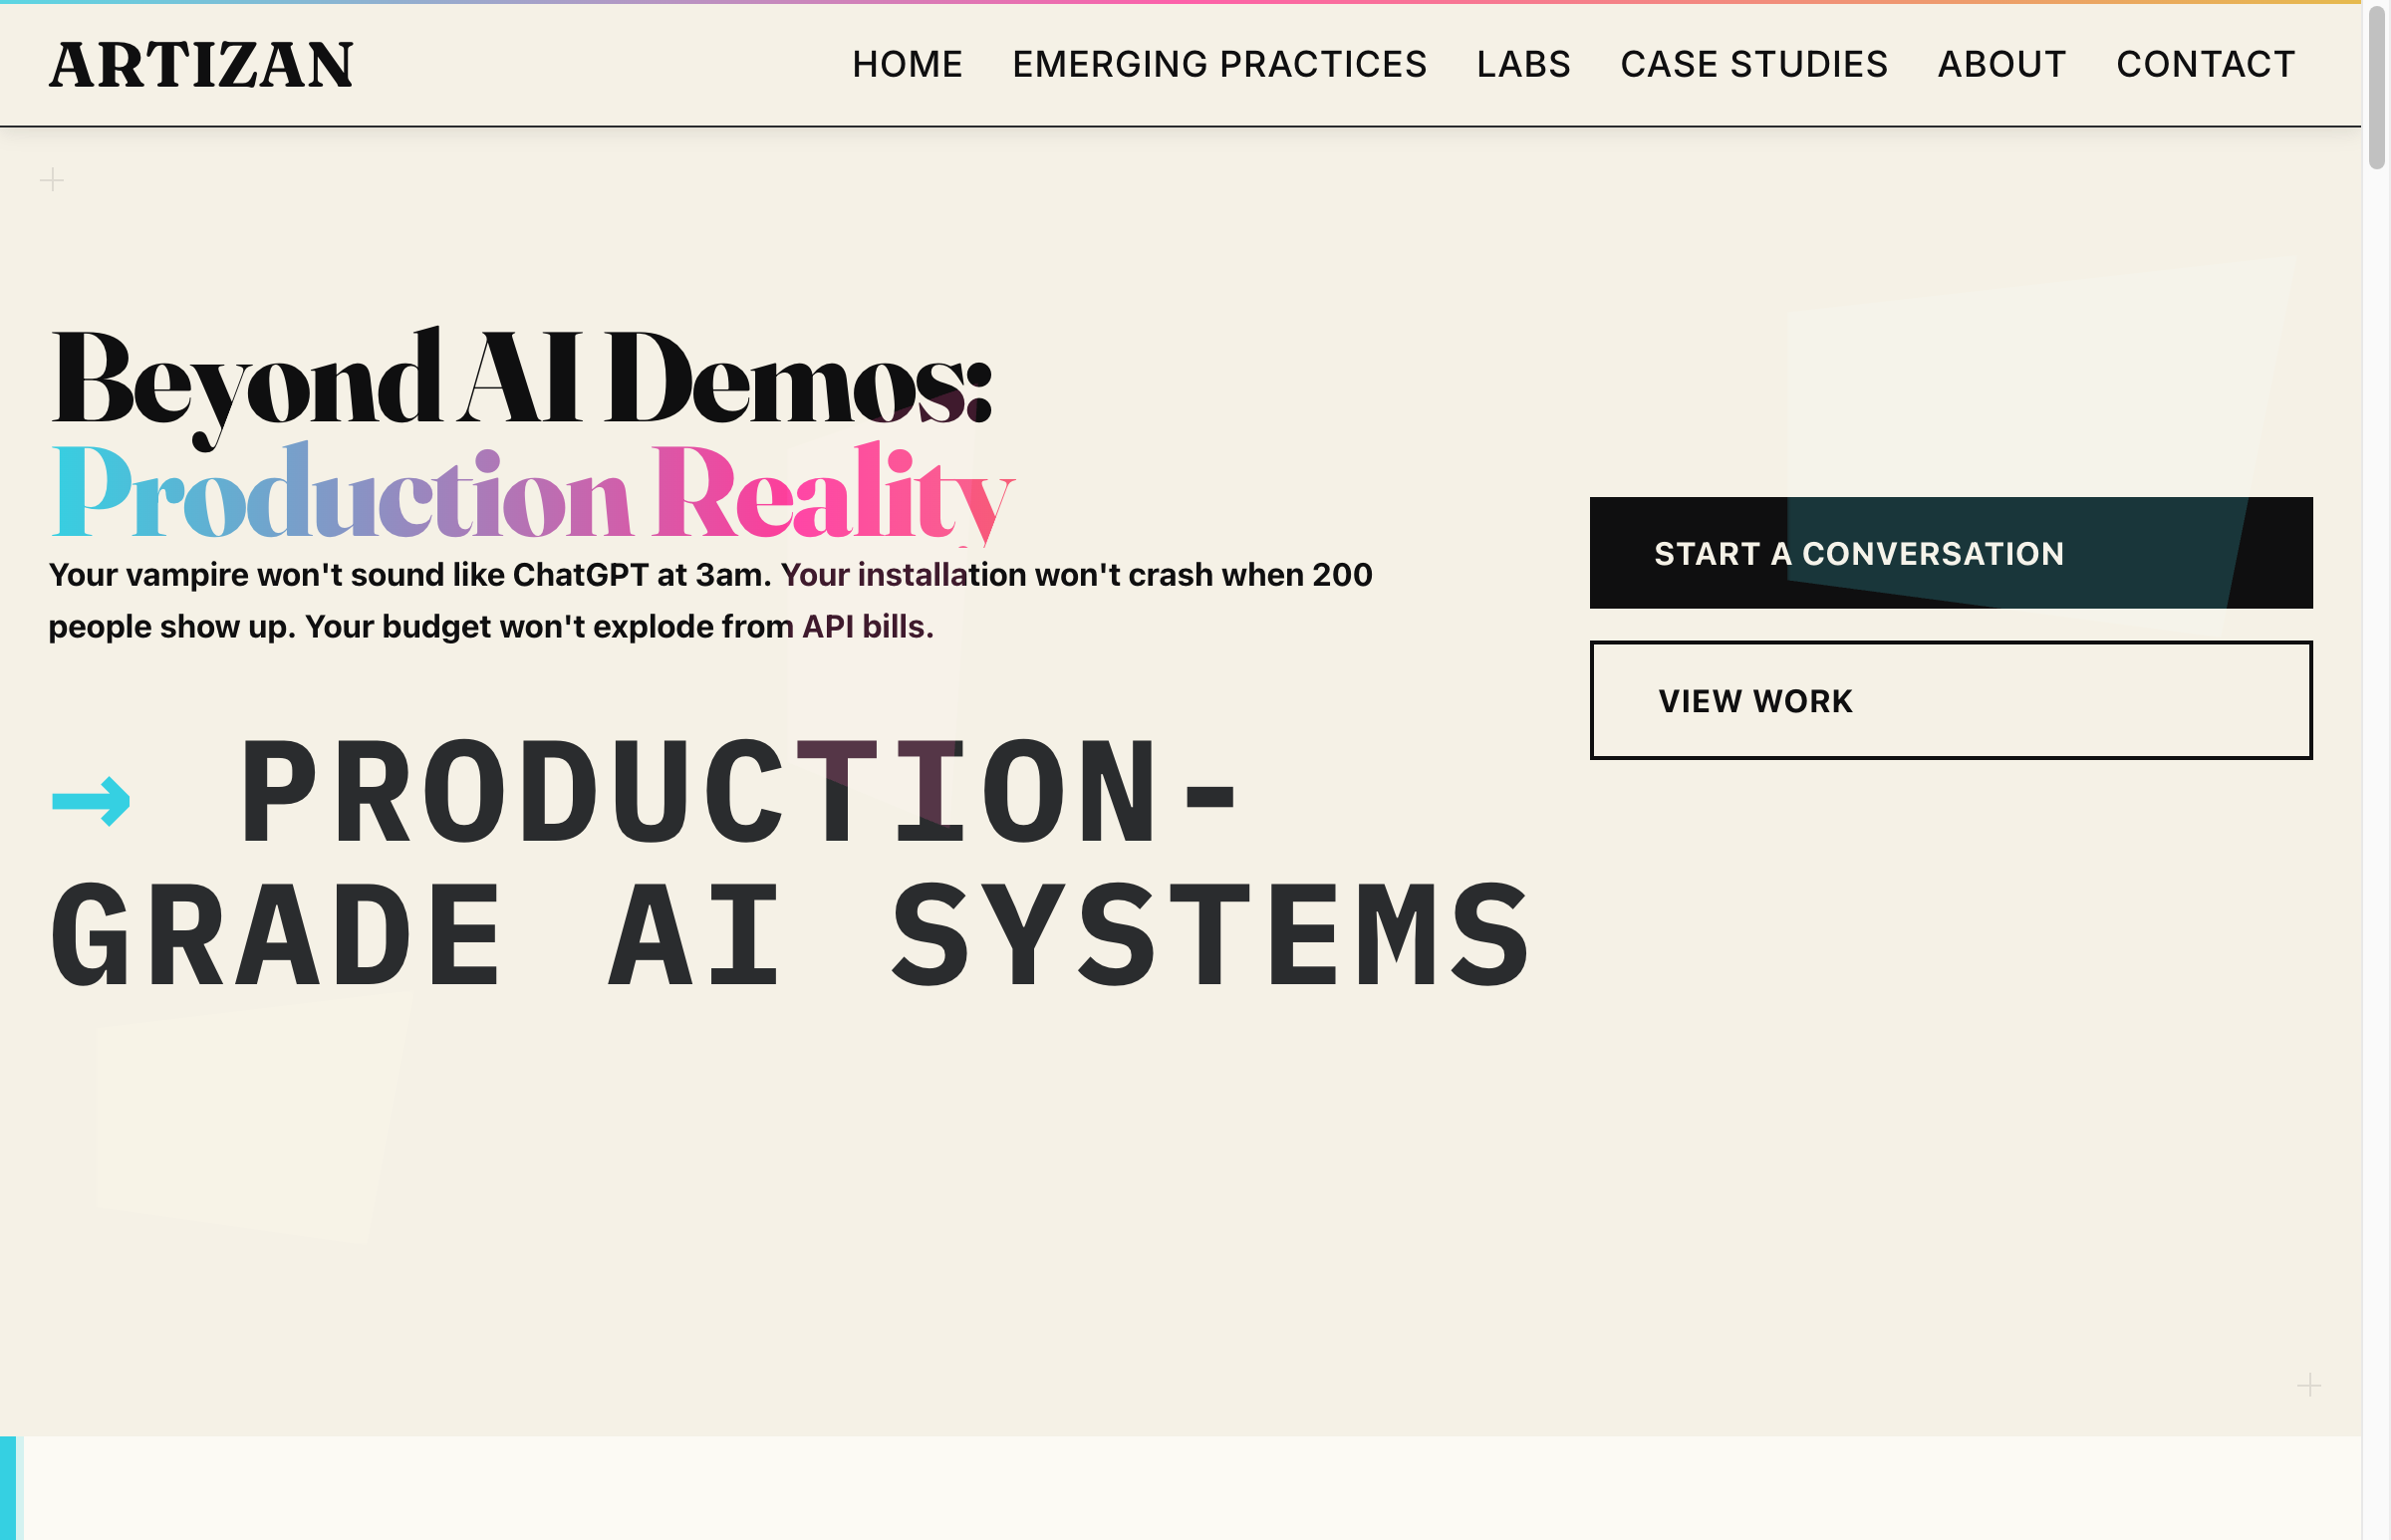 ARTIZAN
HOME EMERGING PRACTICES LABS CASE STUDIES ABOUT CONTACT
Beyond AI Demos:
Production Reality
Your vampire won't sound like ChatGPT at 3am. Your installation won't crash when 200
people show up. Your budget won't explode from API bills.
→ PRODUCTION-
GRADE AI SYSTEMS
START A CONVERSATION
VIEW WORK